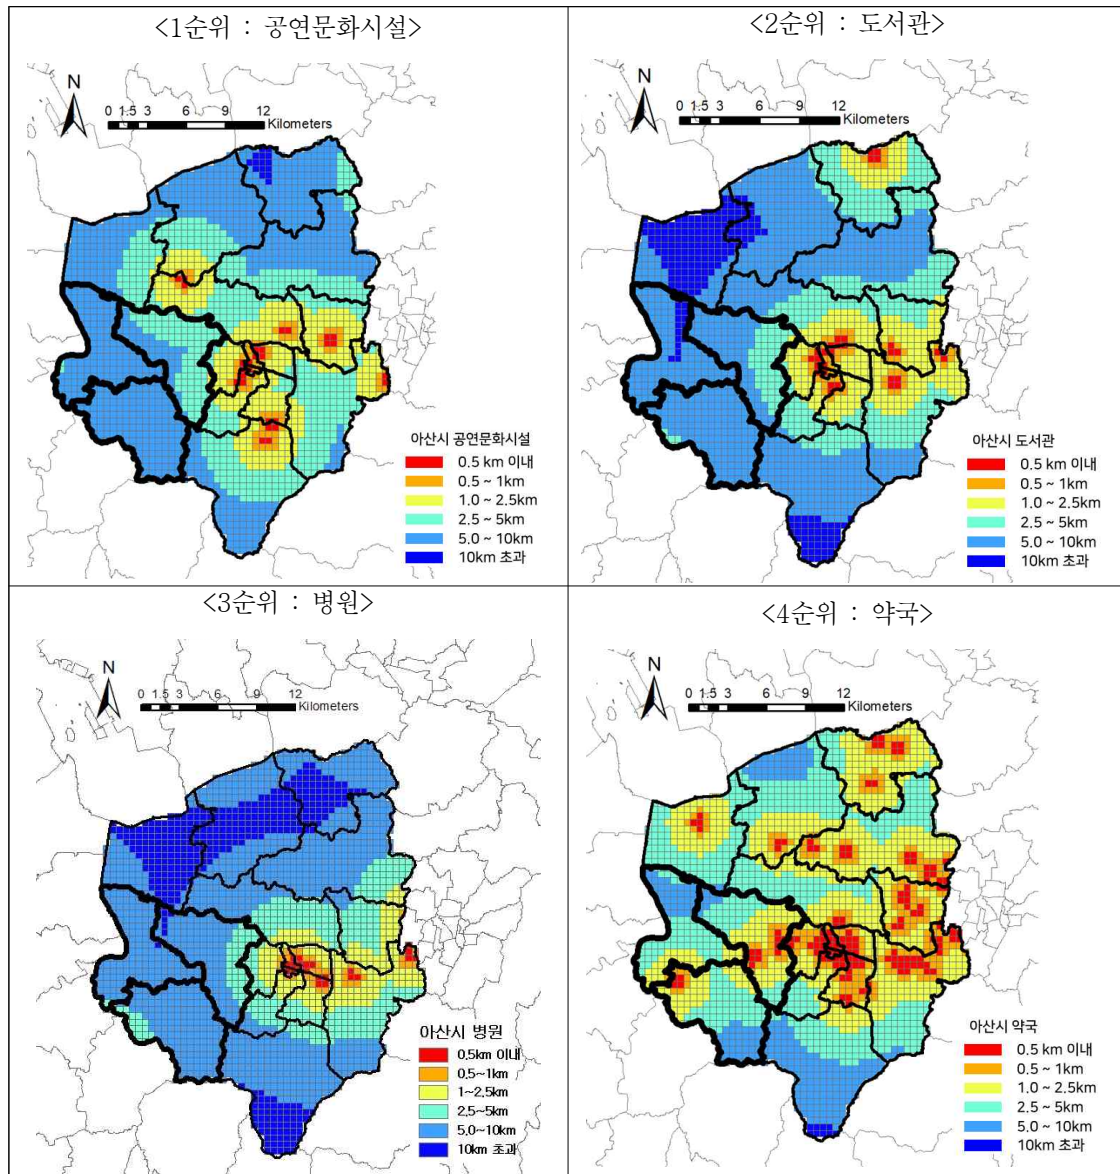 <1순위 : 공연문화시설>
N
0 1.5 3 6 9 12
Kilometers
아산시 공연문화시설
0.5 km 이내
0.5 ~ 1km
1.0 ~ 2.5km
2.5 ~ 5km
5.0 ~ 10km
10km 초과
<2순위 : 도서관>
N
0 1.5 3 6 9 12
Kilometers
아산시 도서관
0.5 km 이내
0.5 ~ 1km
1.0 ~ 2.5km
2.5 ~ 5km
5.0 ~ 10km
10km 초과
<3순위 : 병원>
N
0 1.5 3 6 9 12
Kilometers
아산시 병원
0.5km 이내
0.5~1km
1~2.5km
2.5~5km
5.0~10km
10km 초과
<4순위 : 약국>
N
0 1.5 3 6 9 12
Kilometers
아산시 약국
0.5 km 이내
0.5 ~ 1km
1.0 ~ 2.5km
2.5 ~ 5km
5.0 ~ 10km
10km 초과